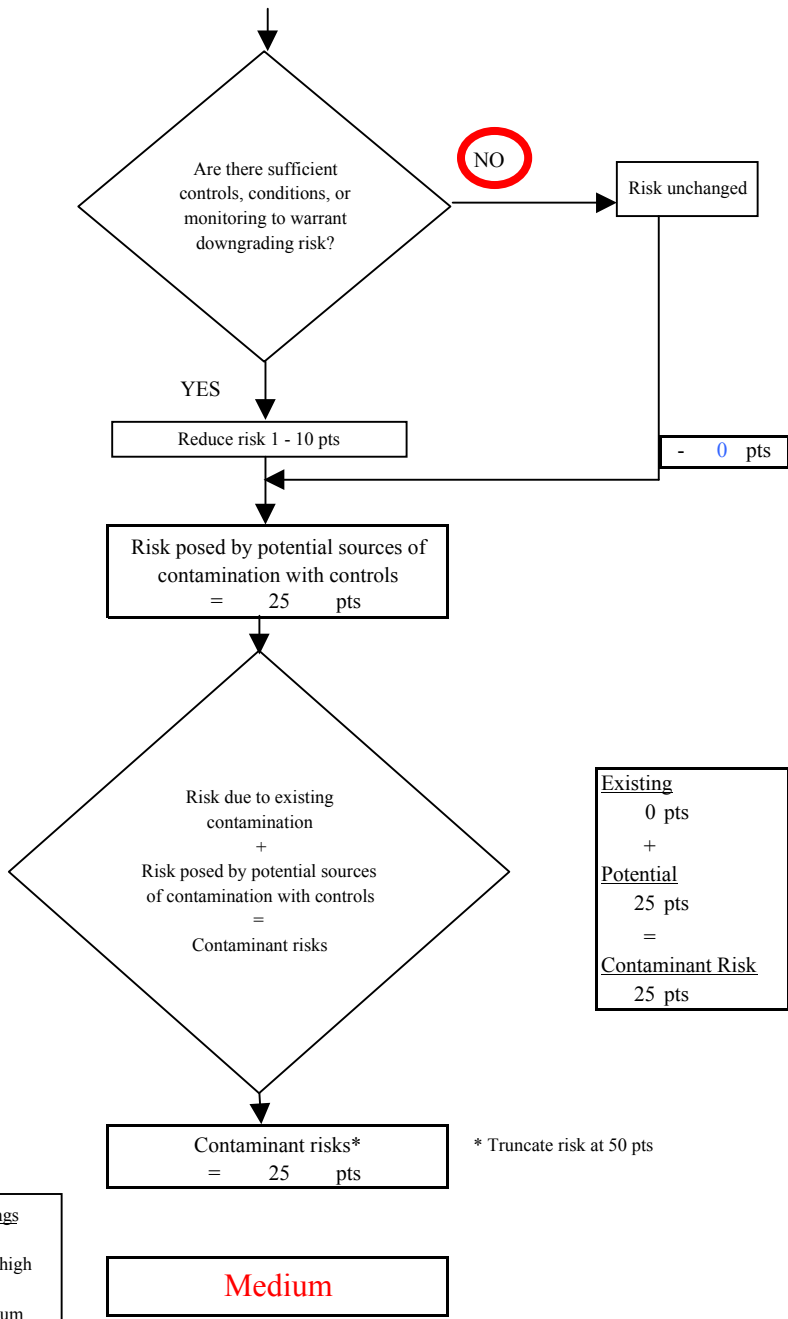 Are there sufficient
controls, conditions, or
monitoring to warrant
downgrading risk?
NO
Risk unchanged
YES
Reduce risk 1 - 10 pts
- 0 pts
Risk posed by potential sources of
contamination with controls
= 25 pts
Risk due to existing
contamination
+
Risk posed by potential sources
of contamination with controls
=
Contaminant risks
Existing
0 pts
+
Potential
25 pts
=
Contaminant Risk
25 pts
Contaminant risks*
= 25 pts
* Truncate risk at 50 pts
high
Medium